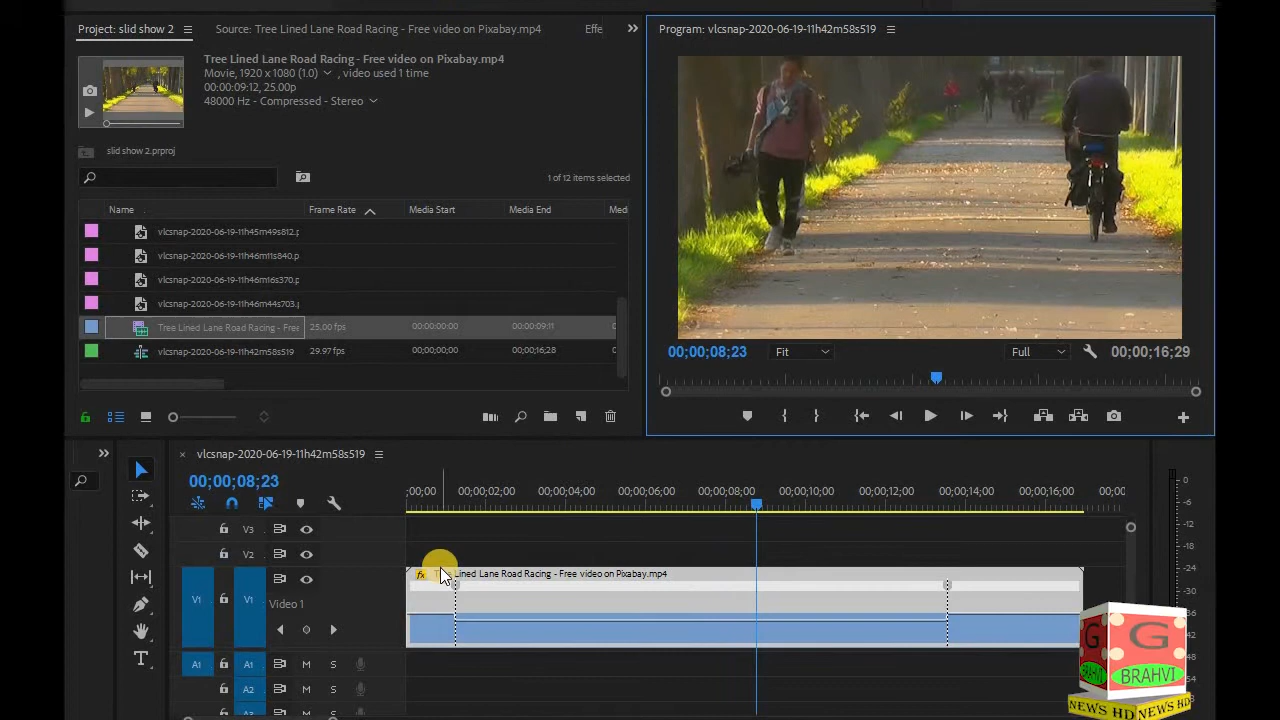 Project: slid show 2
Source: Tree Lined Lane Road Racing - Free video on Pixabay.mp4
Effe
Program: vlcsnap-2020-06-19-11h42m58s519
Tree Lined Lane Road Racing - Free video on Pixabay.mp4
Movie, 1920 x 1080 (1.0) , video used 1 time
00:00:09:12, 25.00p
48000 Hz - Compressed - Stereo
slid show 2.prproj
1 of 12 items selected
Name Frame Rate Media Start Media End Med
vlcsnap-2020-06-19-11h45m49s812.p
vlcsnap-2020-06-19-11h46m11s840.p
vlcsnap-2020-06-19-11h46m16s370.p
vlcsnap-2020-06-19-11h46m44s703.p
Tree Lined Lane Road Racing - Free 25.00 fps 00:00:00:00 00:00:09:11
vlcsnap-2020-06-19-11h42m58s519 29.97 fps 00;00;00;00 00;00;16;28
00;00;08;23 Fit Full 00;00;16;29
vlcsnap-2020-06-19-11h42m58s519
00;00;08;23
;00;00 00;00;02;00 00;00;04;00 00;00;06;00 00;00;08;00 00;00;10;00 00;00;12;00 00;00;14;00 00;00;16;00 00;00
V3
V2
fx Lined Lane Road Racing - Free video on Pixabay.mp4
V1 V1
Video 1
A1 A1 M S
A2 M S
A3
0
-6
-12
-18
-24
-30
-36
G G
BRAHVI
NEWS HD NEWS HD